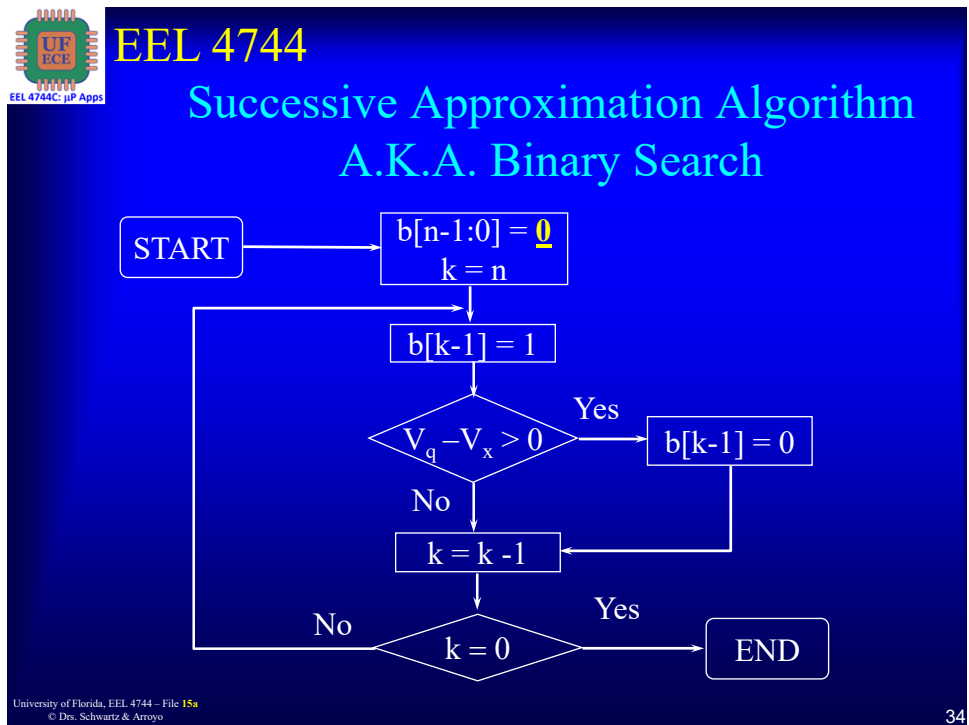 UF
ECE
EEL 4744C: µP Apps
EEL 4744
Successive Approximation Algorithm
A.K.A. Binary Search
START
b[n-1:0] = 0
k = n
b[k-1] = 1
Vq –Vx > 0
Yes
b[k-1] = 0
No
k = k -1
No
k = 0
Yes
END
University of Florida, EEL 4744 – File 15a
© Drs. Schwartz & Arroyo
34